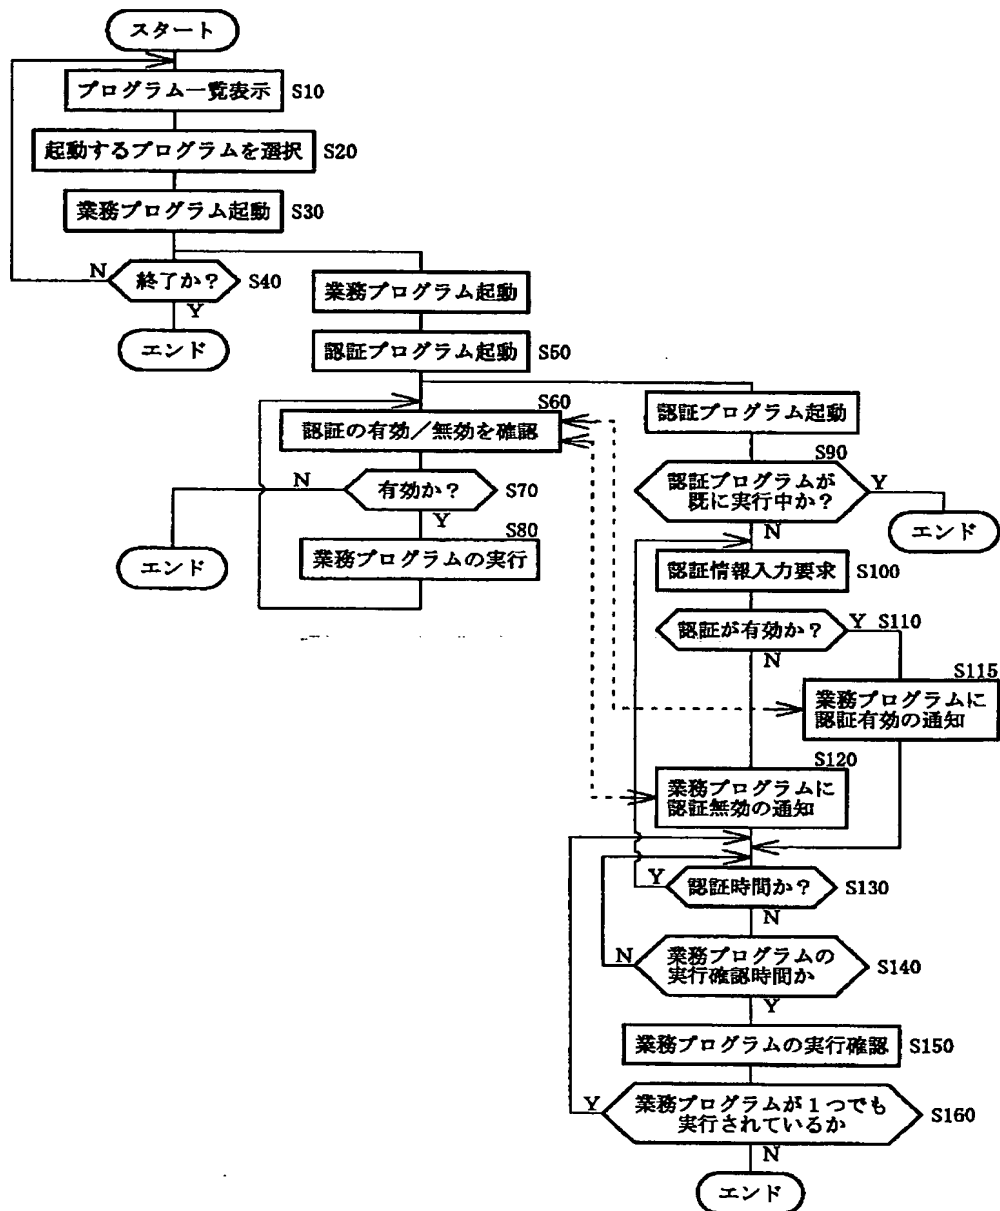 スタート
プログラム一覧表示 S10
起動するプログラムを選択 S20
業務プログラム起動 S30
N 終了か？ S40
Y
エンド
業務プログラム起動
認証プログラム起動 S50
S60
認証の有効／無効を確認
N 有効か？ S70
Y
S80
業務プログラムの実行
エンド
認証プログラム起動
S90
認証プログラムが
既に実行中か？
Y
エンド
N
認証情報入力要求 S100
認証が有効か？ Y S110
N
S115
業務プログラムに
認証有効の通知
S120
業務プログラムに
認証無効の通知
Y 認証時間か？ S130
N
N 業務プログラムの
実行確認時間か S140
Y
業務プログラムの実行確認 S150
Y 業務プログラムが１つでも
実行されているか S160
N
エンド